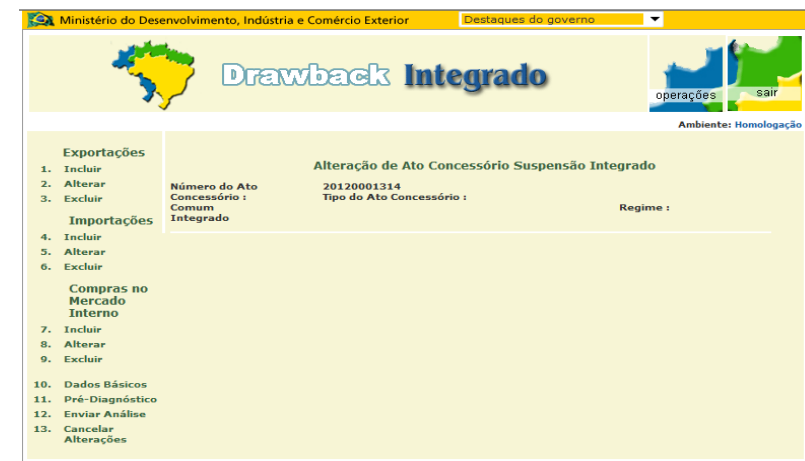 Ministério do Desenvolvimento, Indústria e Comércio Exterior Destaques do governo
Drawback Integrado
operações sair
Ambiente: Homologação
Exportações
1. Incluir
2. Alterar
3. Excluir
Importações
4. Incluir
5. Alterar
6. Excluir
Compras no
Mercado
Interno
7. Incluir
8. Alterar
9. Excluir
10. Dados Básicos
11. Pré-Diagnóstico
12. Enviar Análise
13. Cancelar
Alterações
Alteração de Ato Concessório Suspensão Integrado
Número do Ato 20120001314
Concessório : Tipo do Ato Concessório :
Comum Regime :
Integrado